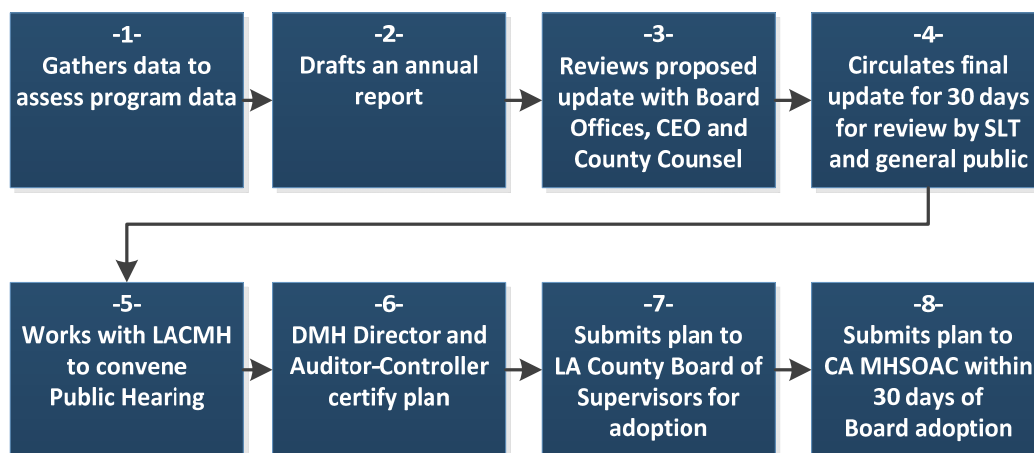 -1-
Gathers data to
assess program data
-2-
Drafts an annual
report
-3-
Reviews proposed
update with Board
Offices, CEO and
County Counsel
-4-
Circulates final
update for 30 days
for review by SLT
and general public
-5-
Works with LACMH
to convene
Public Hearing
-6-
DMH Director and
Auditor-Controller
certify plan
-7-
Submits plan to
LA County Board of
Supervisors for
adoption
-8-
Submits plan to
CA MHSOAC within
30 days of
Board adoption